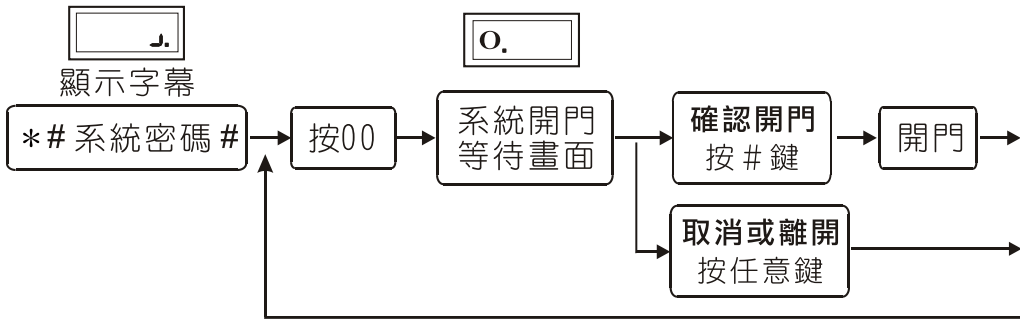 顯示字幕
O.
＊# 系統密碼 #
按00
系統開門
等待畫面
確認開門
按 # 鍵
開門
取消或離開
按任意鍵